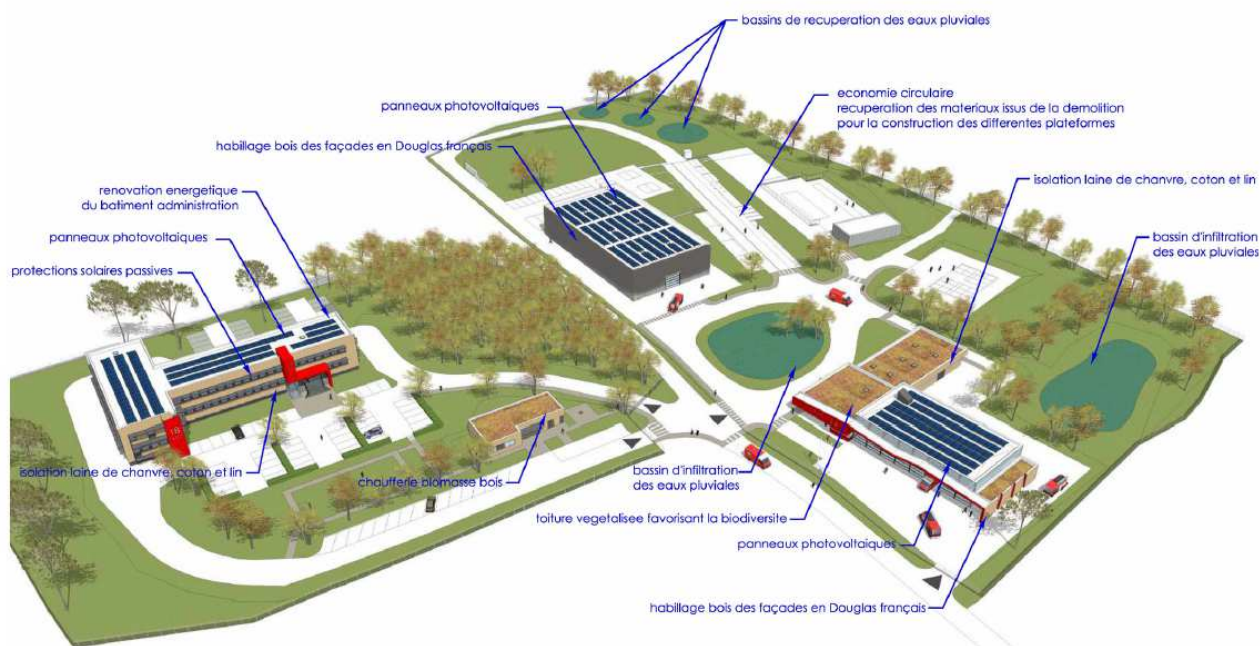 bassins de recuperation des eaux pluviales
panneaux photovoltaiques
economie circulaire
recuperation des materiaux issus de la demolition
pour la construction des differentes plateformes
habillage bois des façades en Douglas français
isolation laine de chanvre, coton et lin
renovation energetique
du batiment administration
panneaux photovoltaiques
bassin d'infiltration
des eaux pluviales
protections solaires passives
18
isolation laine de chanvre, coton et lin
chaufferie biomasse bois
bassin d'infiltration
des eaux pluviales
toiture vegetalisee favorisant la biodiversite
panneaux photovoltaiques
habillage bois des façades en Douglas français